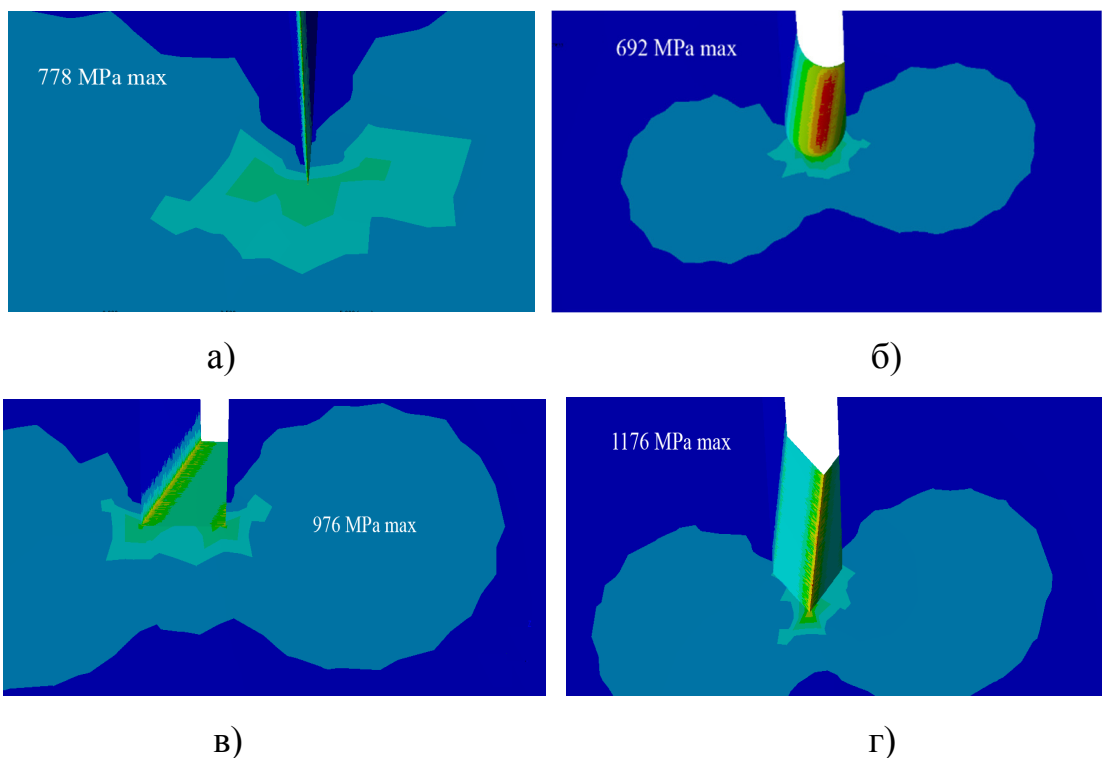 778 MPa max
692 MPa max
а)
б)
976 MPa max
1176 MPa max
в)
г)